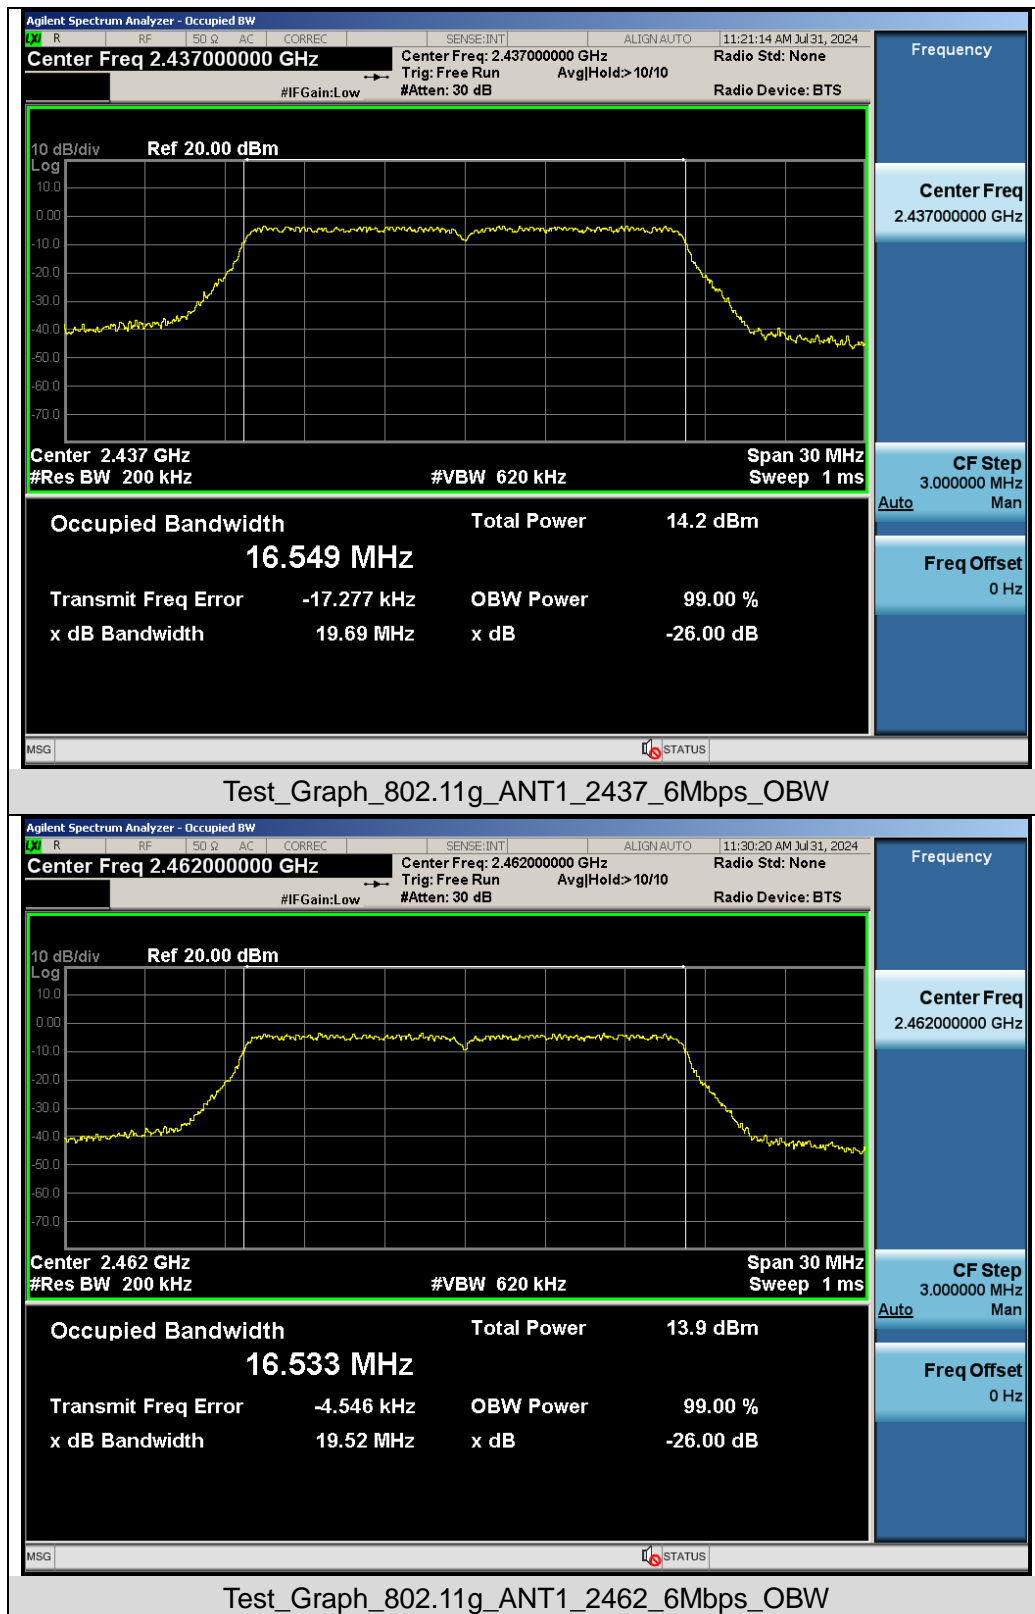 Agilent Spectrum Analyzer - Occupied BW
LXI R RF 50 Ω AC CORREC SENSE:INT ALIGN AUTO 11:21:14 AM Jul 31, 2024
Center Freq 2.437000000 GHz Center Freq: 2.437000000 GHz Radio Std: None Frequency
Trig: Free Run Avg|Hold:> 10/10
#IFGain:Low #Atten: 30 dB Radio Device: BTS
10 dB/div Ref 20.00 dBm
Log
10.0
0.00
-10.0
-20.0
-30.0
-40.0
-50.0
-60.0
-70.0
Center Freq
2.437000000 GHz
Center 2.437 GHz Span 30 MHz
#Res BW 200 kHz #VBW 620 kHz Sweep 1 ms
CF Step
3.000000 MHz
Auto Man
Freq Offset
0 Hz
Occupied Bandwidth Total Power 14.2 dBm
16.549 MHz
Transmit Freq Error -17.277 kHz OBW Power 99.00 %
x dB Bandwidth 19.69 MHz x dB -26.00 dB
MSG STATUS
Test_Graph_802.11g_ANT1_2437_6Mbps_OBW
Agilent Spectrum Analyzer - Occupied BW
LXI R RF 50 Ω AC CORREC SENSE:INT ALIGN AUTO 11:30:20 AM Jul 31, 2024
Center Freq 2.462000000 GHz Center Freq: 2.462000000 GHz Radio Std: None Frequency
Trig: Free Run Avg|Hold:> 10/10
#IFGain:Low #Atten: 30 dB Radio Device: BTS
10 dB/div Ref 20.00 dBm
Log
10.0
0.00
-10.0
-20.0
-30.0
-40.0
-50.0
-60.0
-70.0
Center Freq
2.462000000 GHz
Center 2.462 GHz Span 30 MHz
#Res BW 200 kHz #VBW 620 kHz Sweep 1 ms
CF Step
3.000000 MHz
Auto Man
Freq Offset
0 Hz
Occupied Bandwidth Total Power 13.9 dBm
16.533 MHz
Transmit Freq Error -4.546 kHz OBW Power 99.00 %
x dB Bandwidth 19.52 MHz x dB -26.00 dB
MSG STATUS
Test_Graph_802.11g_ANT1_2462_6Mbps_OBW